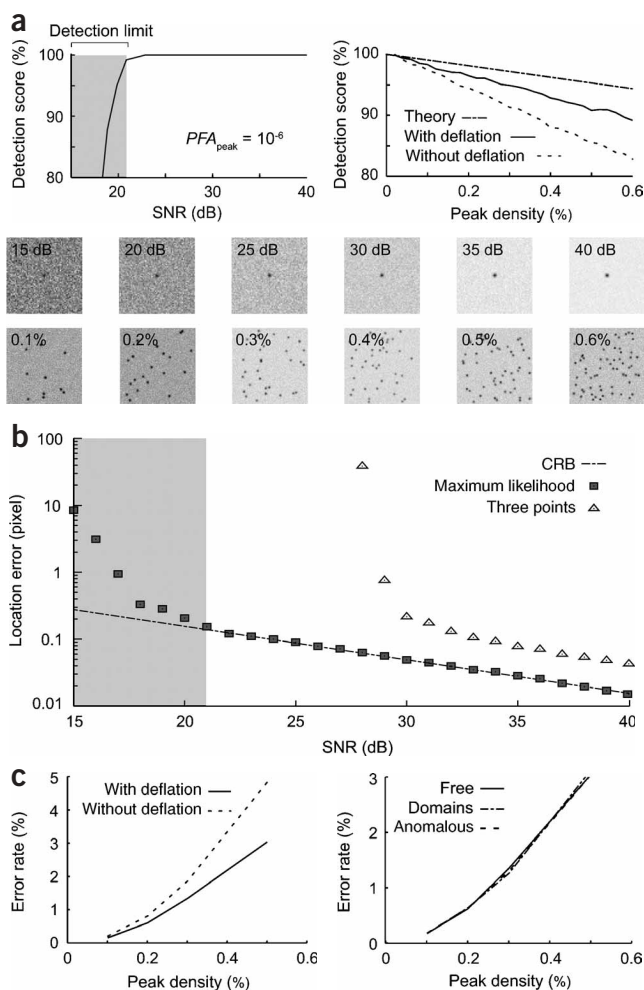 a
Detection limit
Detection score (%)
100
90
80
PFApeak = 10-6
20 30 40
SNR (dB)
Detection score (%)
100
90
80
Theory
With deflation
Without deflation
0 0.2 0.4 0.6
Peak density (%)
15 dB 20 dB 25 dB 30 dB 35 dB 40 dB
0.1% 0.2% 0.3% 0.4% 0.5% 0.6%
b
Location error (pixel)
100
10
1
0.1
0.01
CRB
Maximum likelihood
Three points
15 20 25 30 35 40
SNR (dB)
c
Error rate (%)
5
4
3
2
1
0
With deflation
Without deflation
0 0.2 0.4 0.6
Peak density (%)
Error rate (%)
3
2
1
0
Free
Domains
Anomalous
0 0.2 0.4 0.6
Peak density (%)